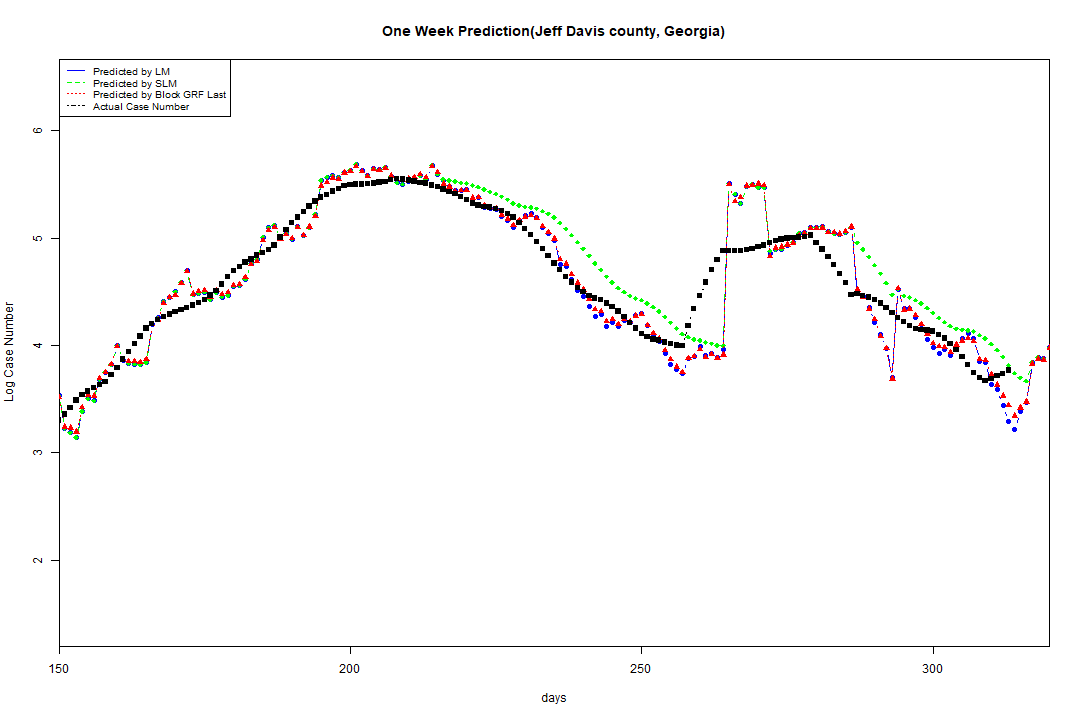 One Week Prediction(Jeff Davis county, Georgia)
Predicted by LM
Predicted by SLM
Predicted by Block GRF Last
Actual Case Number
6
5
4
3
2
Log Case Number
150 200 250 300
days